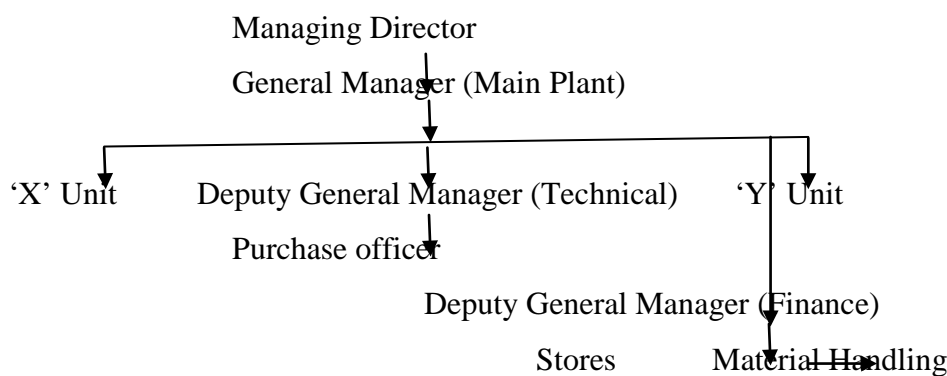 Managing Director
General Manager (Main Plant)
‘X’ Unit Deputy General Manager (Technical) ‘Y’ Unit
Purchase officer
Deputy General Manager (Finance)
Stores Material Handling